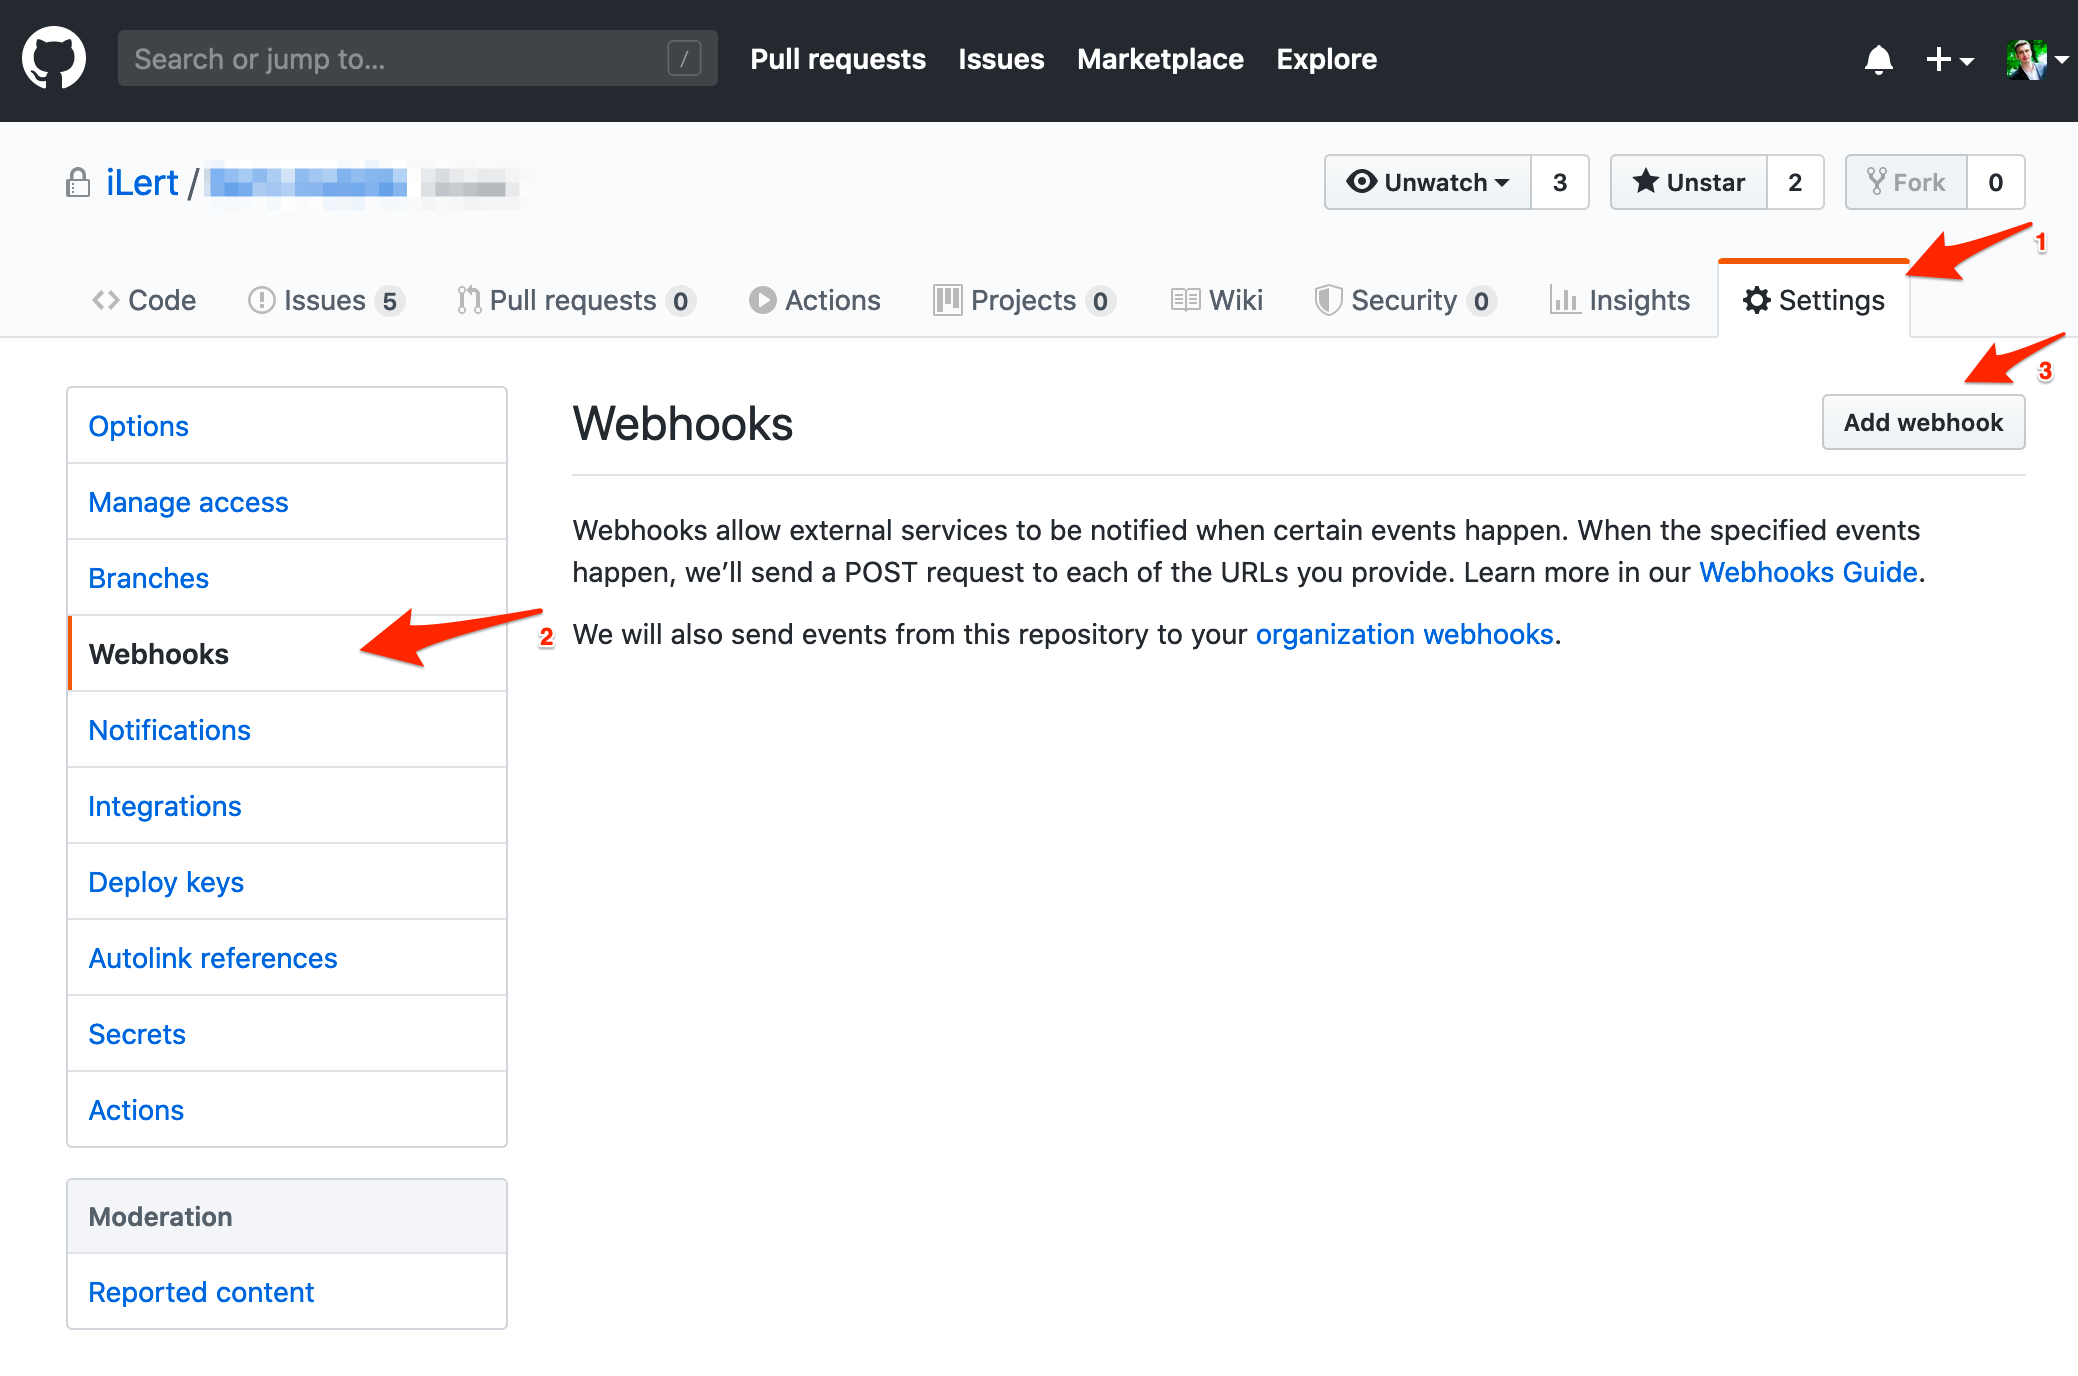 Search or jump to... /
Pull requests Issues Marketplace Explore
iLert /
Unwatch 3 Unstar 2 Fork 0
1
Code Issues 5 Pull requests 0 Actions Projects 0 Wiki Security 0 Insights Settings
3
Options
Manage access
Branches
Webhooks
2
Notifications
Integrations
Deploy keys
Autolink references
Secrets
Actions
Moderation
Reported content
Webhooks
Add webhook
Webhooks allow external services to be notified when certain events happen. When the specified events
happen, we’ll send a POST request to each of the URLs you provide. Learn more in our Webhooks Guide.
We will also send events from this repository to your organization webhooks.